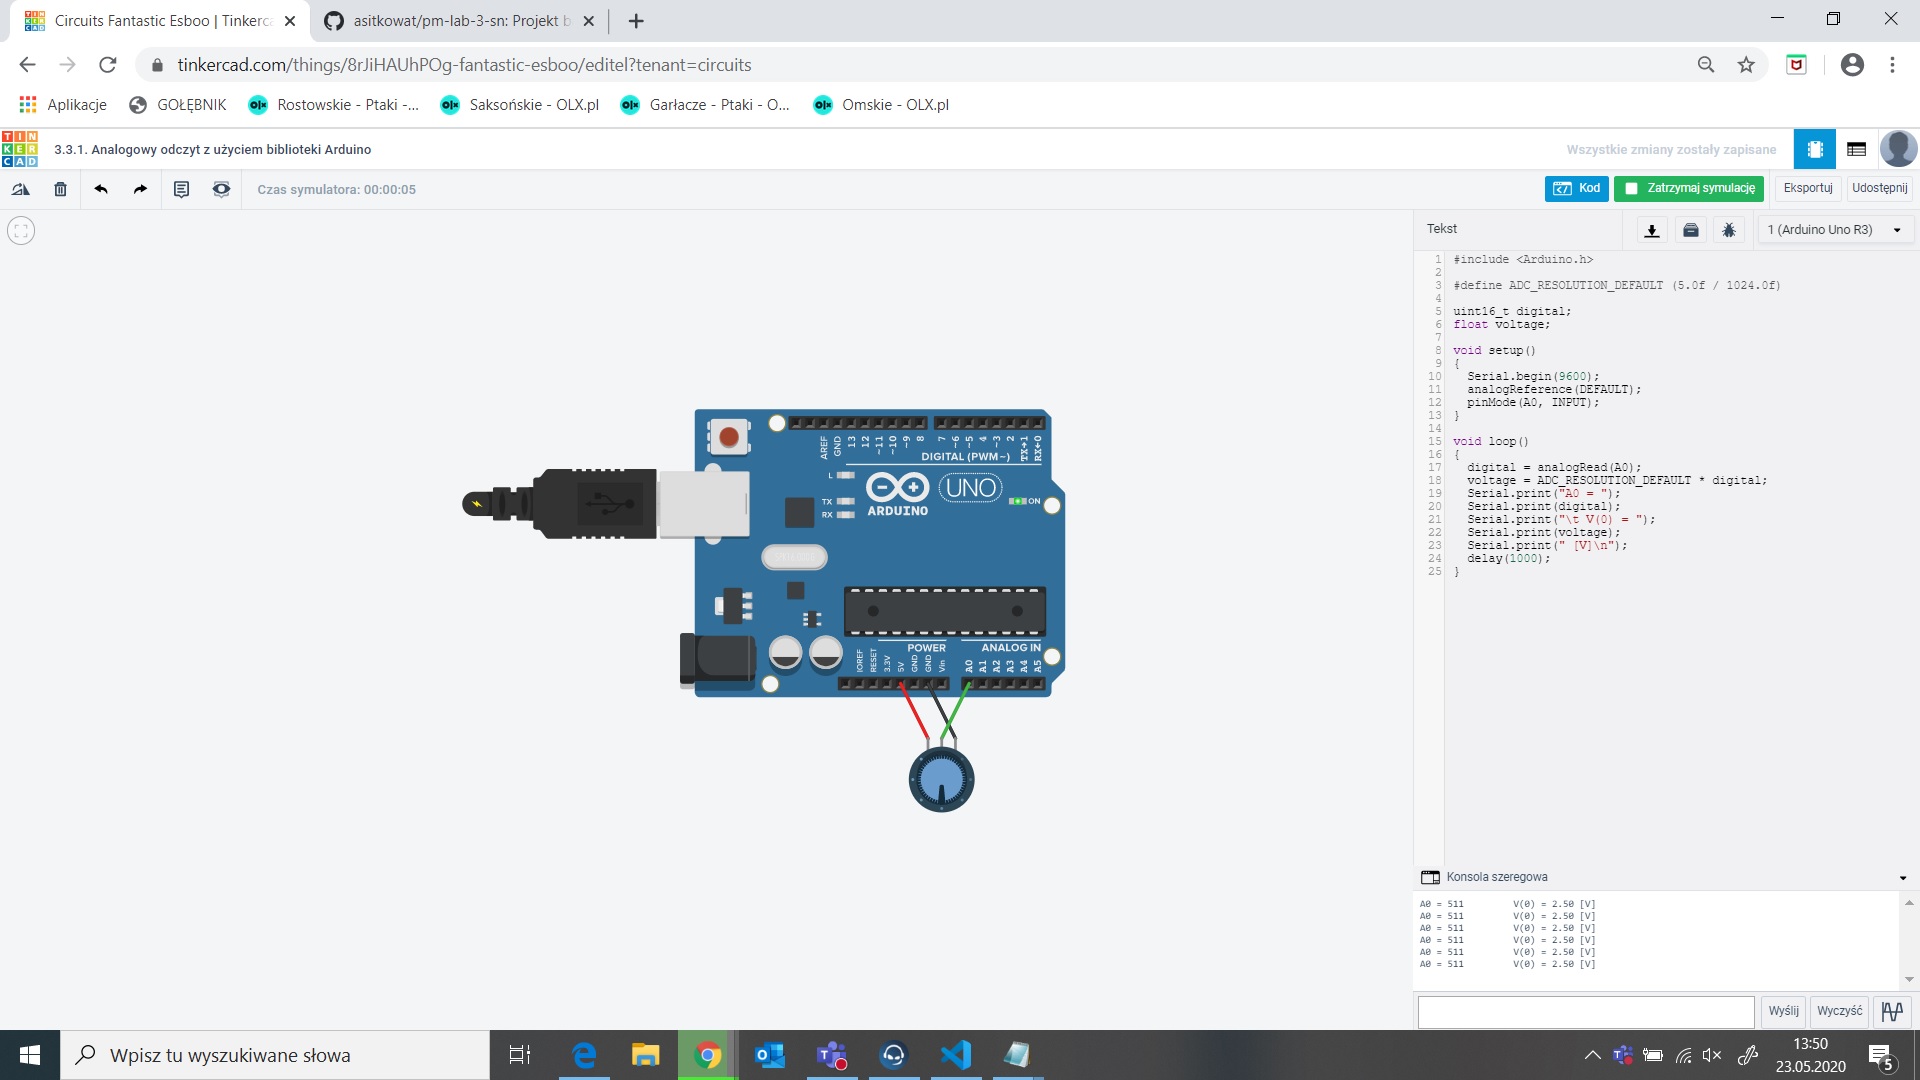 Circuits Fantastic Esboo | Tinkerca
asitkowat/pm-lab-3-sn: Projekt b
tinkercad.com/things/8rJiHAUhPOg-fantastic-esboo/editel?tenant=circuits
Aplikacje
GOŁĘBNIK
Rostowskie - Ptaki -...
Saksońskie - OLX.pl
Garłacze - Ptaki - O...
Omskie - OLX.pl
TINKERCAD
3.3.1. Analogowy odczyt z użyciem biblioteki Arduino
Wszystkie zmiany zostały zapisane
Czas symulatora: 00:00:05
Kod
Zatrzymaj symulację
Eksportuj
Udostępnij
Tekst
1 (Arduino Uno R3)
1 #include <Arduino.h>
2
3 #define ADC_RESOLUTION_DEFAULT (5.0f / 1024.0f)
4
5 uint16_t digital;
6 float voltage;
7
8 void setup()
9 {
10 Serial.begin(9600);
11 analogReference(DEFAULT);
12 pinMode(A0, INPUT);
13 }
14
15 void loop()
16 {
17 digital = analogRead(A0);
18 voltage = ADC_RESOLUTION_DEFAULT * digital;
19 Serial.print("A0 = ");
20 Serial.print(digital);
21 Serial.print("\t V(0) = ");
22 Serial.print(voltage);
23 Serial.print(" [V]\n");
24 delay(1000);
25 }
AREF GND 13 12 ~11 ~10 ~9 8 7 ~6 ~5 4 ~3 2 TX→1 RX←0
DIGITAL (PWM~)
L
TX
RX
ARDUINO
UNO
ON
POWER
ANALOG IN
IOREF RESET 3.3V 5V GND GND Vin A0 A1 A2 A3 A4 A5
Konsola szeregowa
A0 = 511 V(0) = 2.50 [V]
A0 = 511 V(0) = 2.50 [V]
A0 = 511 V(0) = 2.50 [V]
A0 = 511 V(0) = 2.50 [V]
A0 = 511 V(0) = 2.50 [V]
A0 = 511 V(0) = 2.50 [V]
Wyślij
Wyczyść
Wpisz tu wyszukiwane słowa
13:50
23.05.2020
5